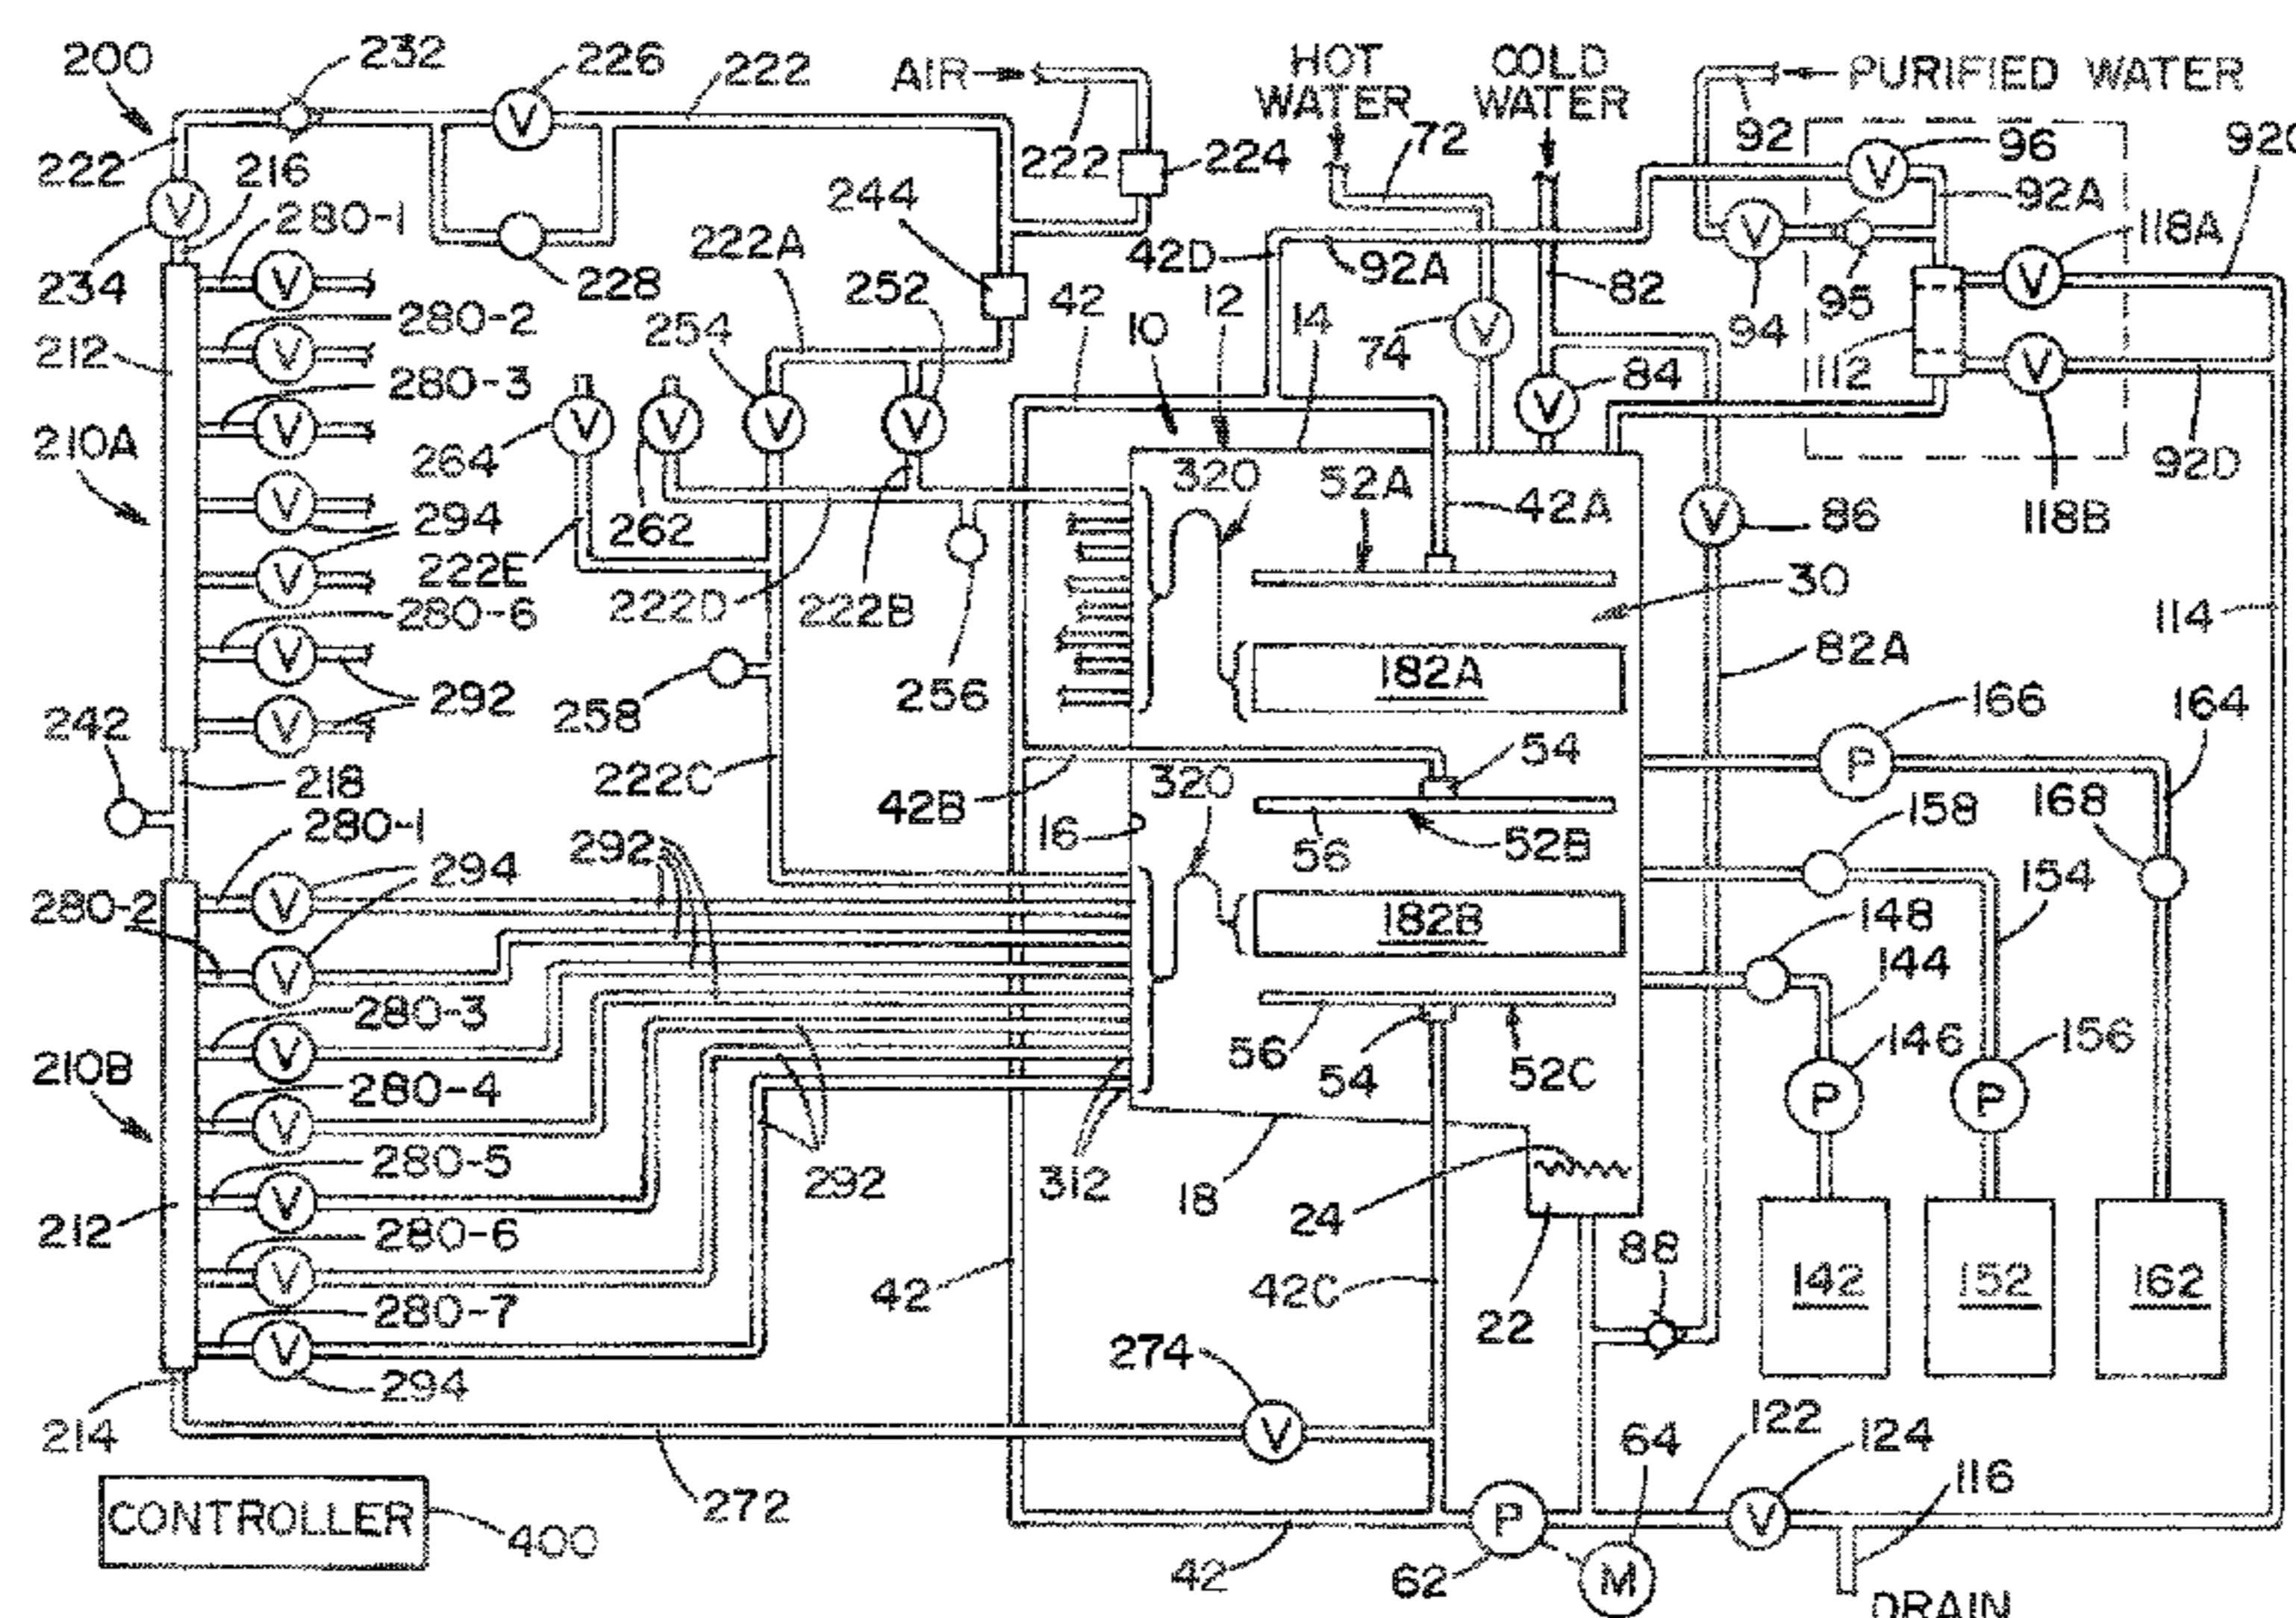 200
232
226
222
AIR
HOT
WATER
COLD
WATER
PURIFIED WATER
222
216
V
V
222
224
72
92
96
V
92C
234
280-1
V
228
244
222A
252
42D
92A
82
94
V
95
92A
118A
V
212
280-2
V
254
42
10
12
14
74
V
84
V
112
V
118B
92D
280-3
V
210A
264
V
V
V
V
320
52A
42A
V
86
V
294
222E
262
V
222D
222B
30
114
280-6
V
258
256
182A
82A
292
V
242
218
222C
42B
54
166
P
164
280-1
292
320
16
56
52B
158
168
280-2
294
V
182B
148
154
V
280-3
V
144
210B
280-4
V
56
54
52C
146
P
156
P
280-5
V
292
312
18
24
212
280-6
V
42
42C
22
88
142
152
162
280-7
V
294
274
V
214
272
64
122
124
V
116
CONTROLLER
400
42
62
P
M
DRAIN